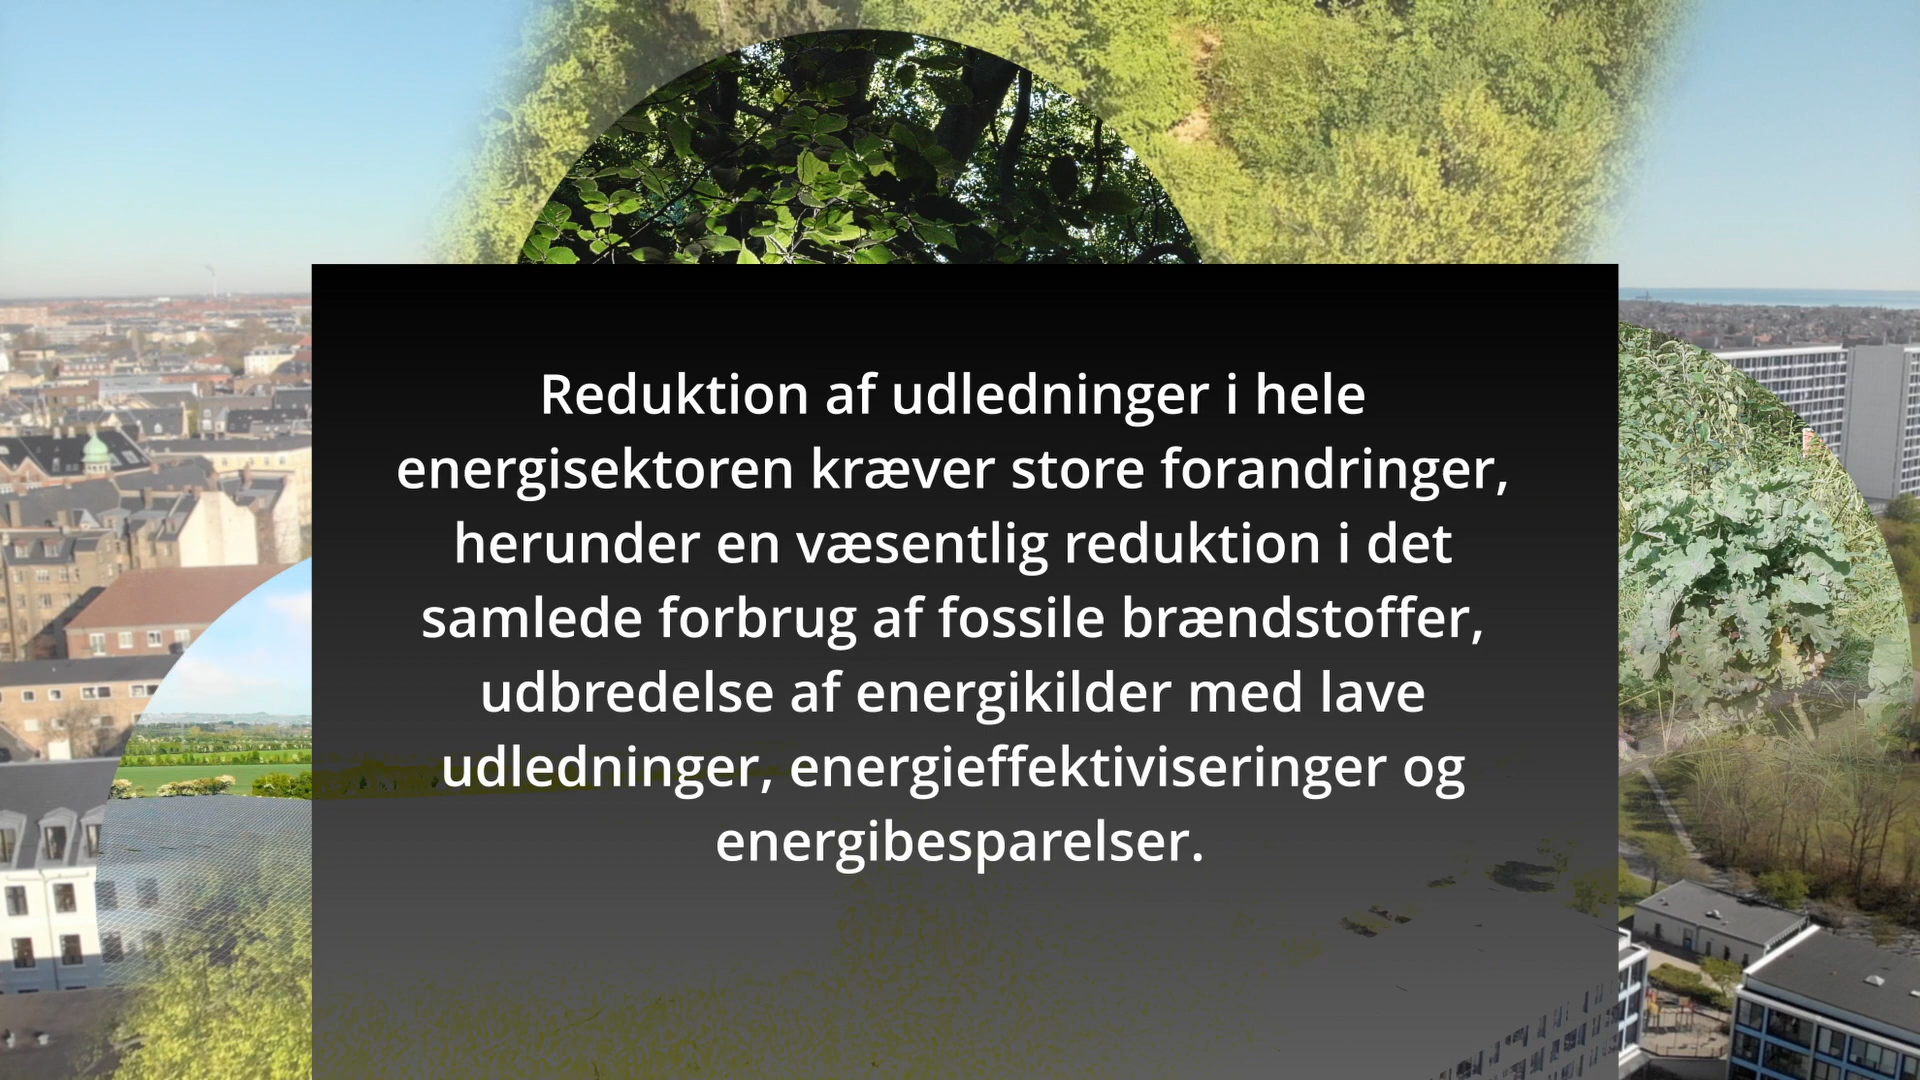 Reduktion af udledninger i hele
energisektoren kræver store forandringer,
herunder en væsentlig reduktion i det
samlede forbrug af fossile brændstoffer,
udbredelse af energikilder med lave
udledninger, energieffektiviseringer og
energibesparelser.